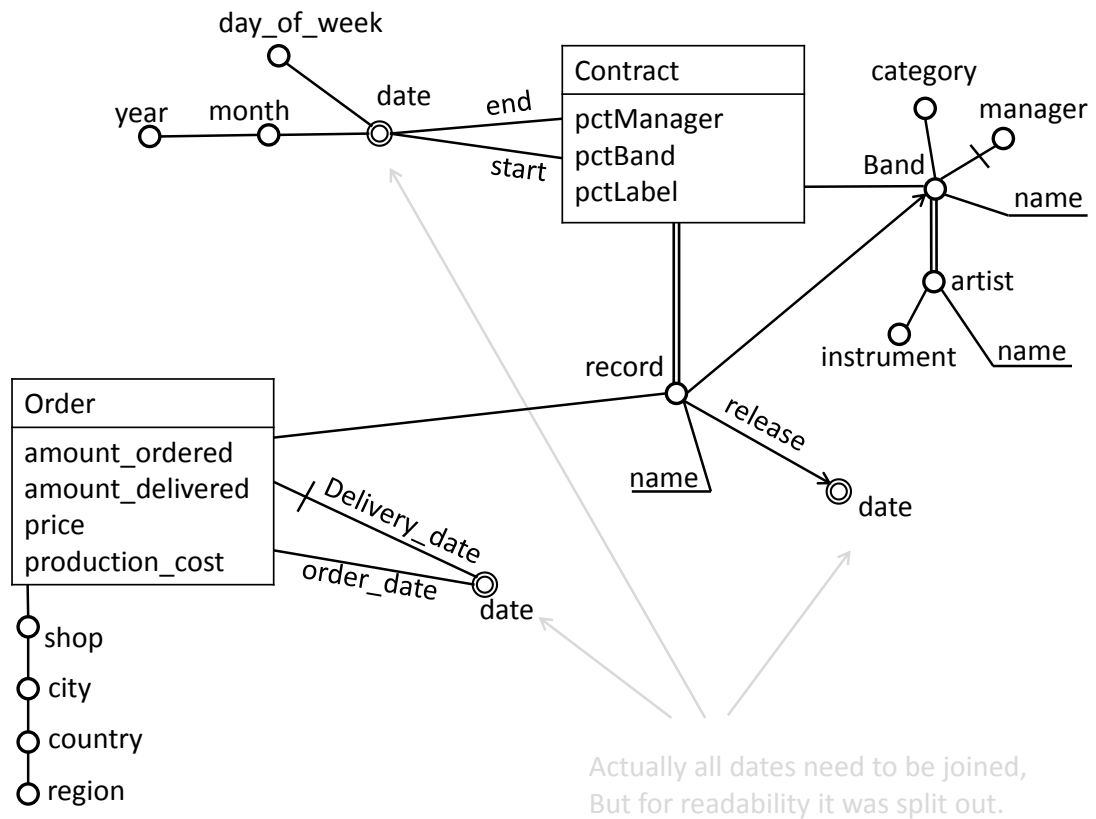 day_of_week
year
month
date
end
start
Contract
pctManager
pctBand
pctLabel
category
manager
Band
name
artist
instrument
name
record
release
name
date
Order
amount_ordered
amount_delivered
price
production_cost
Delivery_date
order_date
date
shop
city
country
region
Actually all dates need to be joined,
But for readability it was split out.